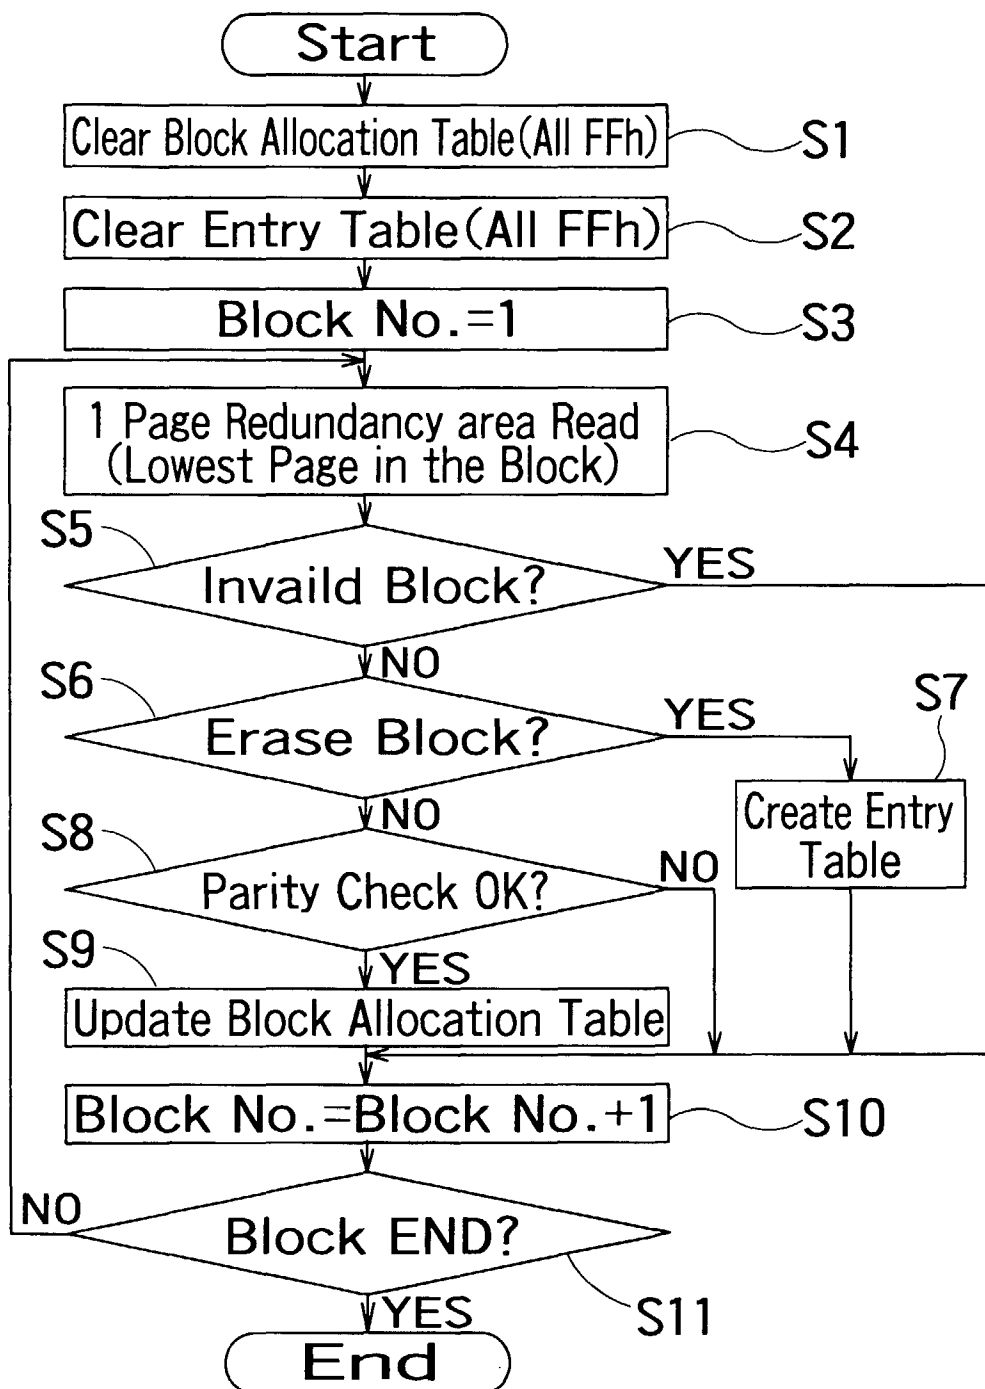 Start
Clear Block Allocation Table(All FFh)
S1
Clear Entry Table(All FFh)
S2
Block No.=1
S3
1 Page Redundancy area Read
(Lowest Page in the Block)
S4
S5
Invaild Block?
YES
NO
S6
Erase Block?
YES
S7
Create Entry
Table
NO
S8
Parity Check OK?
NO
YES
S9
Update Block Allocation Table
Block No.=Block No.+1
S10
NO
Block END?
S11
YES
End